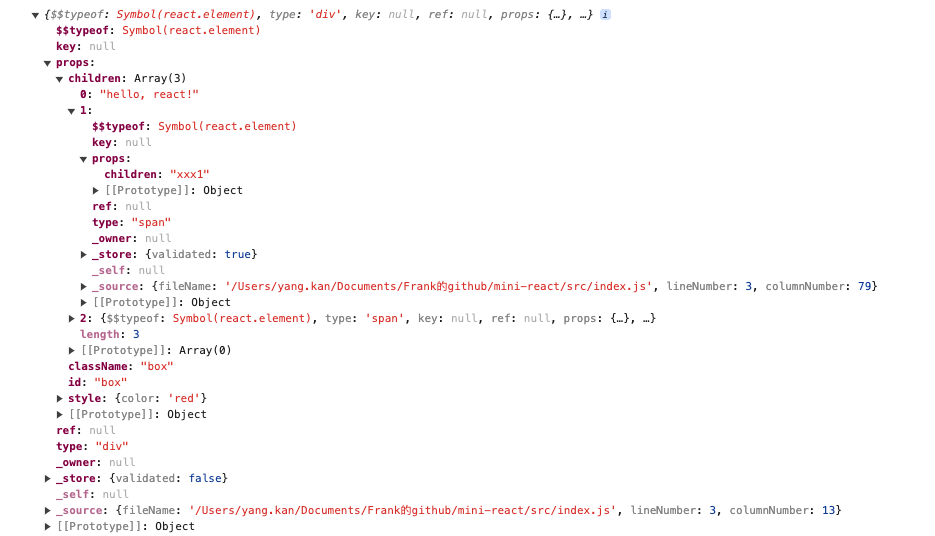 {$$typeof: Symbol(react.element), type: 'div', key: null, ref: null, props: {…}, …} i
$$typeof: Symbol(react.element)
key: null
props:
children: Array(3)
0: "hello, react!"
1:
$$typeof: Symbol(react.element)
key: null
props:
children: "xxx1"
[[Prototype]]: Object
ref: null
type: "span"
_owner: null
_store: {validated: true}
_self: null
_source: {fileName: '/Users/yang.kan/Documents/Frank的github/mini-react/src/index.js', lineNumber: 3, columnNumber: 79}
[[Prototype]]: Object
2: {$$typeof: Symbol(react.element), type: 'span', key: null, ref: null, props: {…}, …}
length: 3
[[Prototype]]: Array(0)
className: "box"
id: "box"
style: {color: 'red'}
[[Prototype]]: Object
ref: null
type: "div"
_owner: null
_store: {validated: false}
_self: null
_source: {fileName: '/Users/yang.kan/Documents/Frank的github/mini-react/src/index.js', lineNumber: 3, columnNumber: 13}
[[Prototype]]: Object